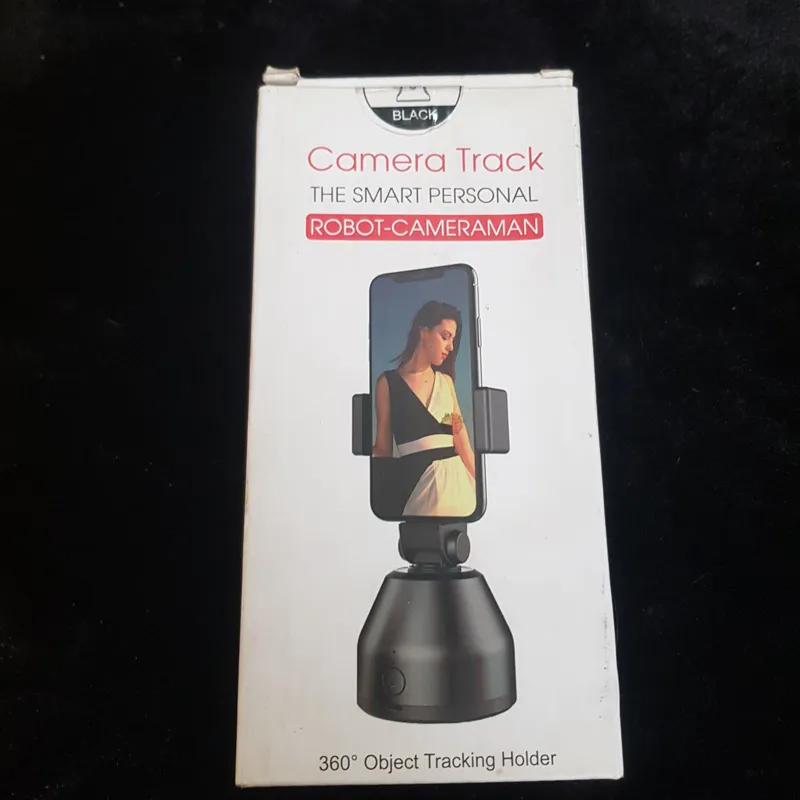 BLACK
Camera Track
THE SMART PERSONAL
ROBOT-CAMERAMAN
360° Object Tracking Holder